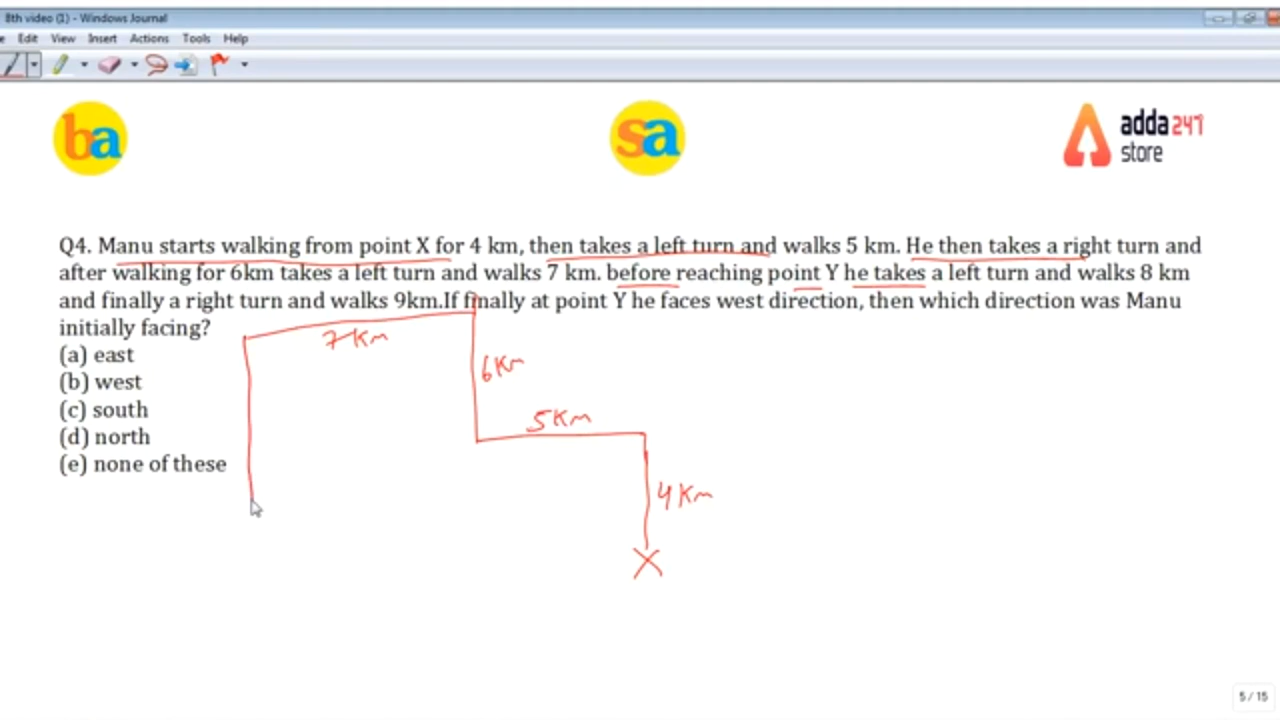 8th video (1) - Windows Journal
e Edit View Insert Actions Tools Help
ba
sa
adda247
store
Q4. Manu starts walking from point X for 4 km, then takes a left turn and walks 5 km. He then takes a right turn and
after walking for 6km takes a left turn and walks 7 km. before reaching point Y he takes a left turn and walks 8 km
and finally a right turn and walks 9km.If finally at point Y he faces west direction, then which direction was Manu
initially facing?
(a) east
(b) west
(c) south
(d) north
(e) none of these
7Km
6Km
5Km
4Km
X
5 / 15